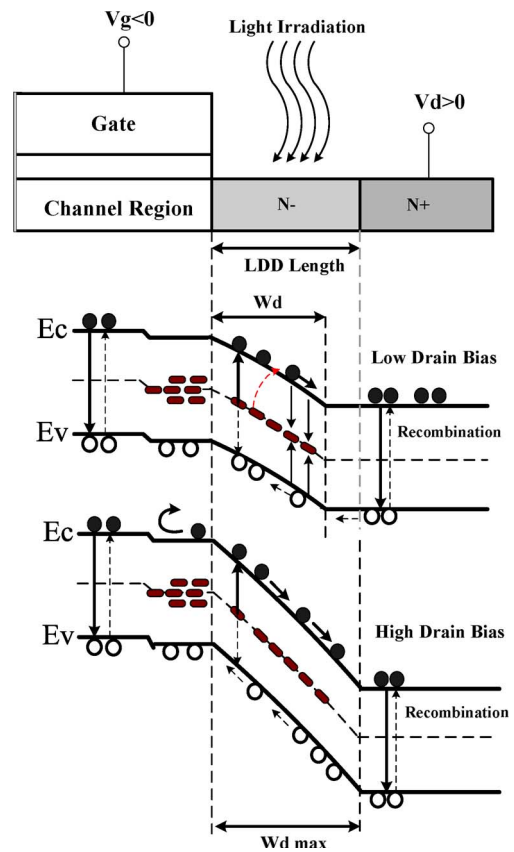 Vg<0
Light Irradiation
Vd>0
Gate
Channel Region
N-
N+
LDD Length
Wd
Ec
Low Drain Bias
Ev
Recombination
Ec
Ev
High Drain Bias
Recombination
Wd max